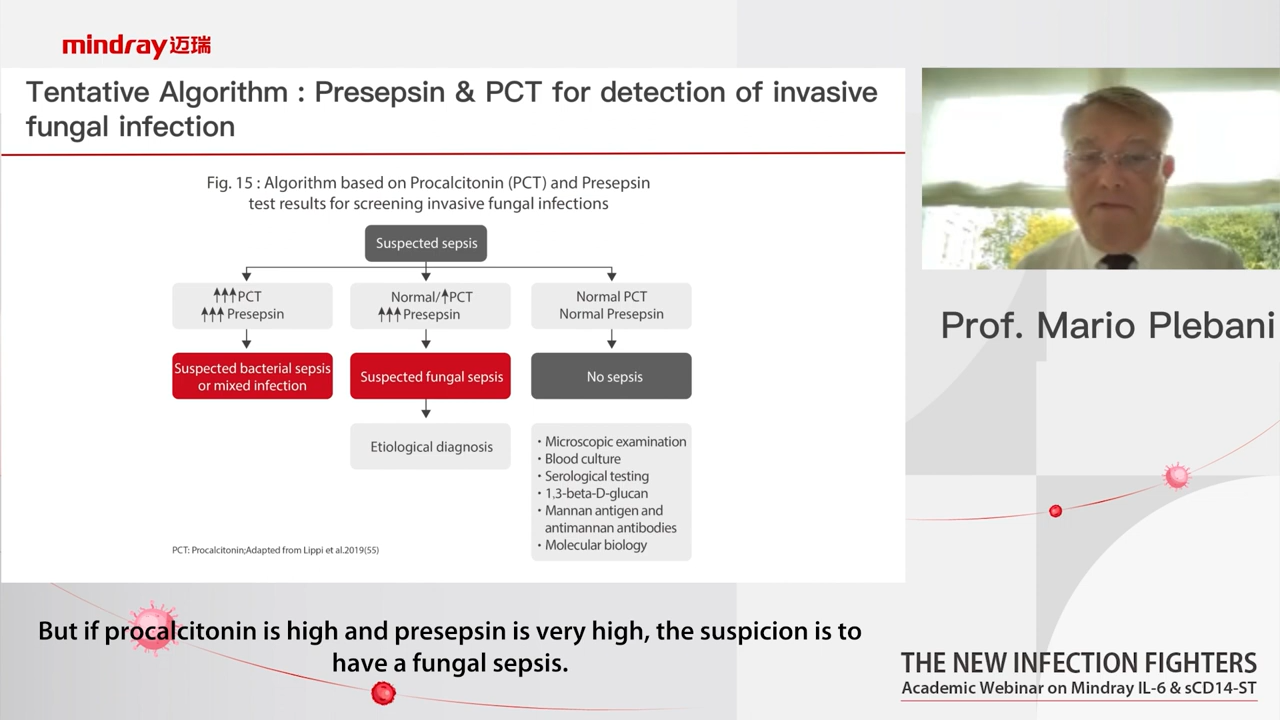 mindray迈瑞
Tentative Algorithm : Presepsin & PCT for detection of invasive
fungal infection
Fig. 15 : Algorithm based on Procalcitonin (PCT) and Presepsin
test results for screening invasive fungal infections
Suspected sepsis
↑↑↑PCT
↑↑↑ Presepsin
Normal/↑PCT
↑↑↑ Presepsin
Normal PCT
Normal Presepsin
Suspected bacterial sepsis
or mixed infection
Suspected fungal sepsis
No sepsis
Etiological diagnosis
• Microscopic examination
• Blood culture
• Serological testing
• 1,3-beta-D-glucan
• Mannan antigen and
antimannan antibodies
• Molecular biology
PCT: Procalcitonin;Adapted from Lippi et al.2019(55)
Prof. Mario Plebani
But if procalcitonin is high and presepsin is very high, the suspicion is to
have a fungal sepsis.
THE NEW INFECTION FIGHTERS
Academic Webinar on Mindray IL-6 & sCD14-ST